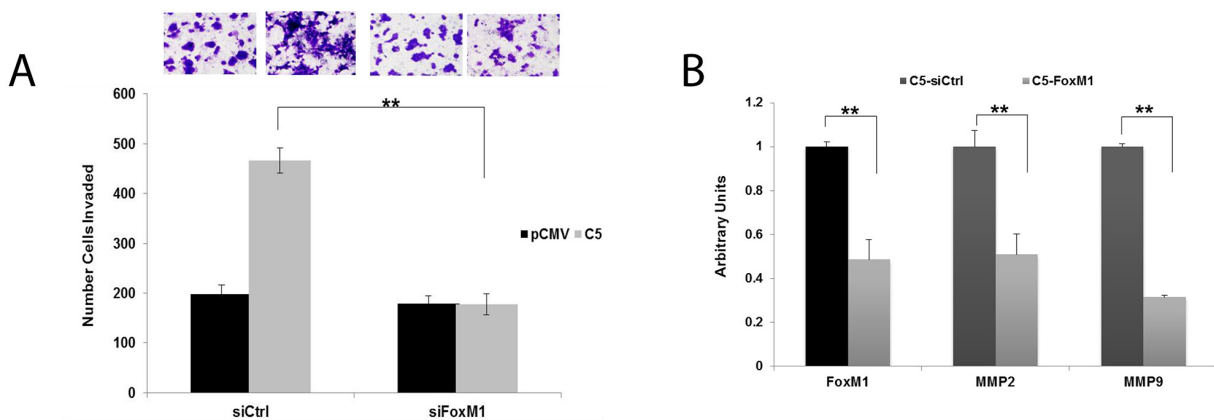 A
**
600
500
400
300
200
100
0
Number Cells Invaded
pCMV C5
siCtrl siFoxM1
B
C5-siCtrl C5-FoxM1
** ** **
1.2
1
0.8
0.6
0.4
0.2
0
Arbitrary Units
FoxM1 MMP2 MMP9